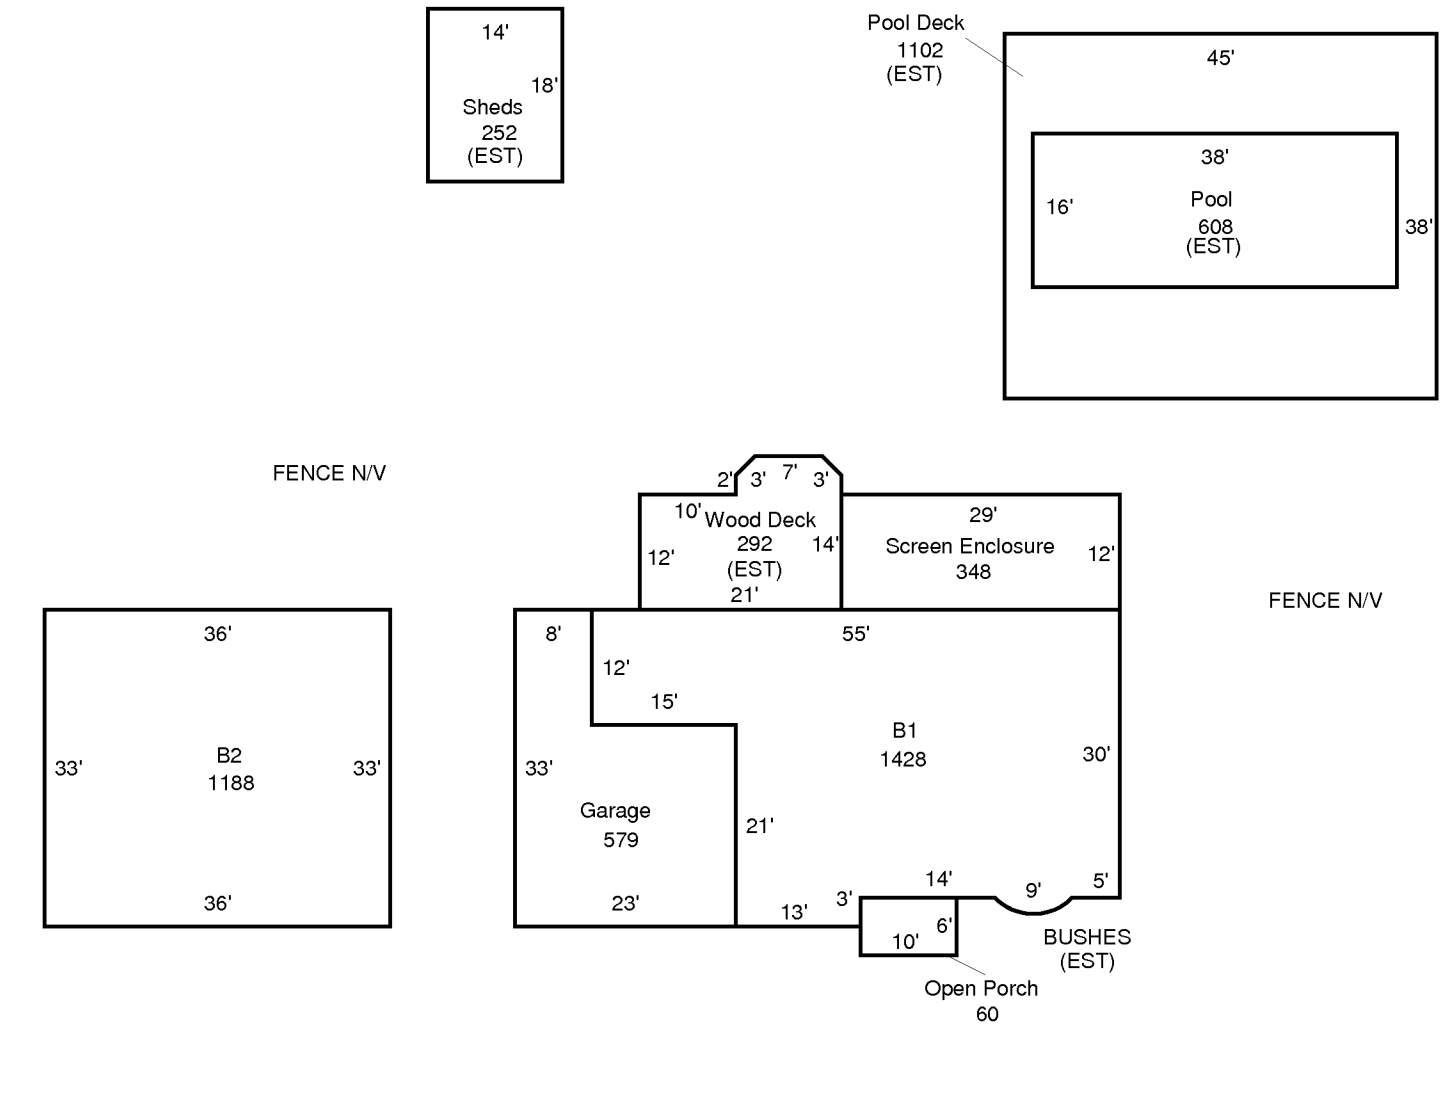 14'
18'
Sheds
252
(EST)
Pool Deck
1102
(EST)
45'
38'
16'
Pool
608
(EST)
38'
FENCE N/V
2'
3'
7'
3'
10'
Wood Deck
292
(EST)
12'
14'
21'
29'
Screen Enclosure
348
12'
FENCE N/V
36'
33'
B2
1188
33'
36'
8'
12'
15'
55'
33'
Garage
579
21'
23'
B1
1428
30'
13'
3'
14'
9'
5'
6'
10'
BUSHES
(EST)
Open Porch
60